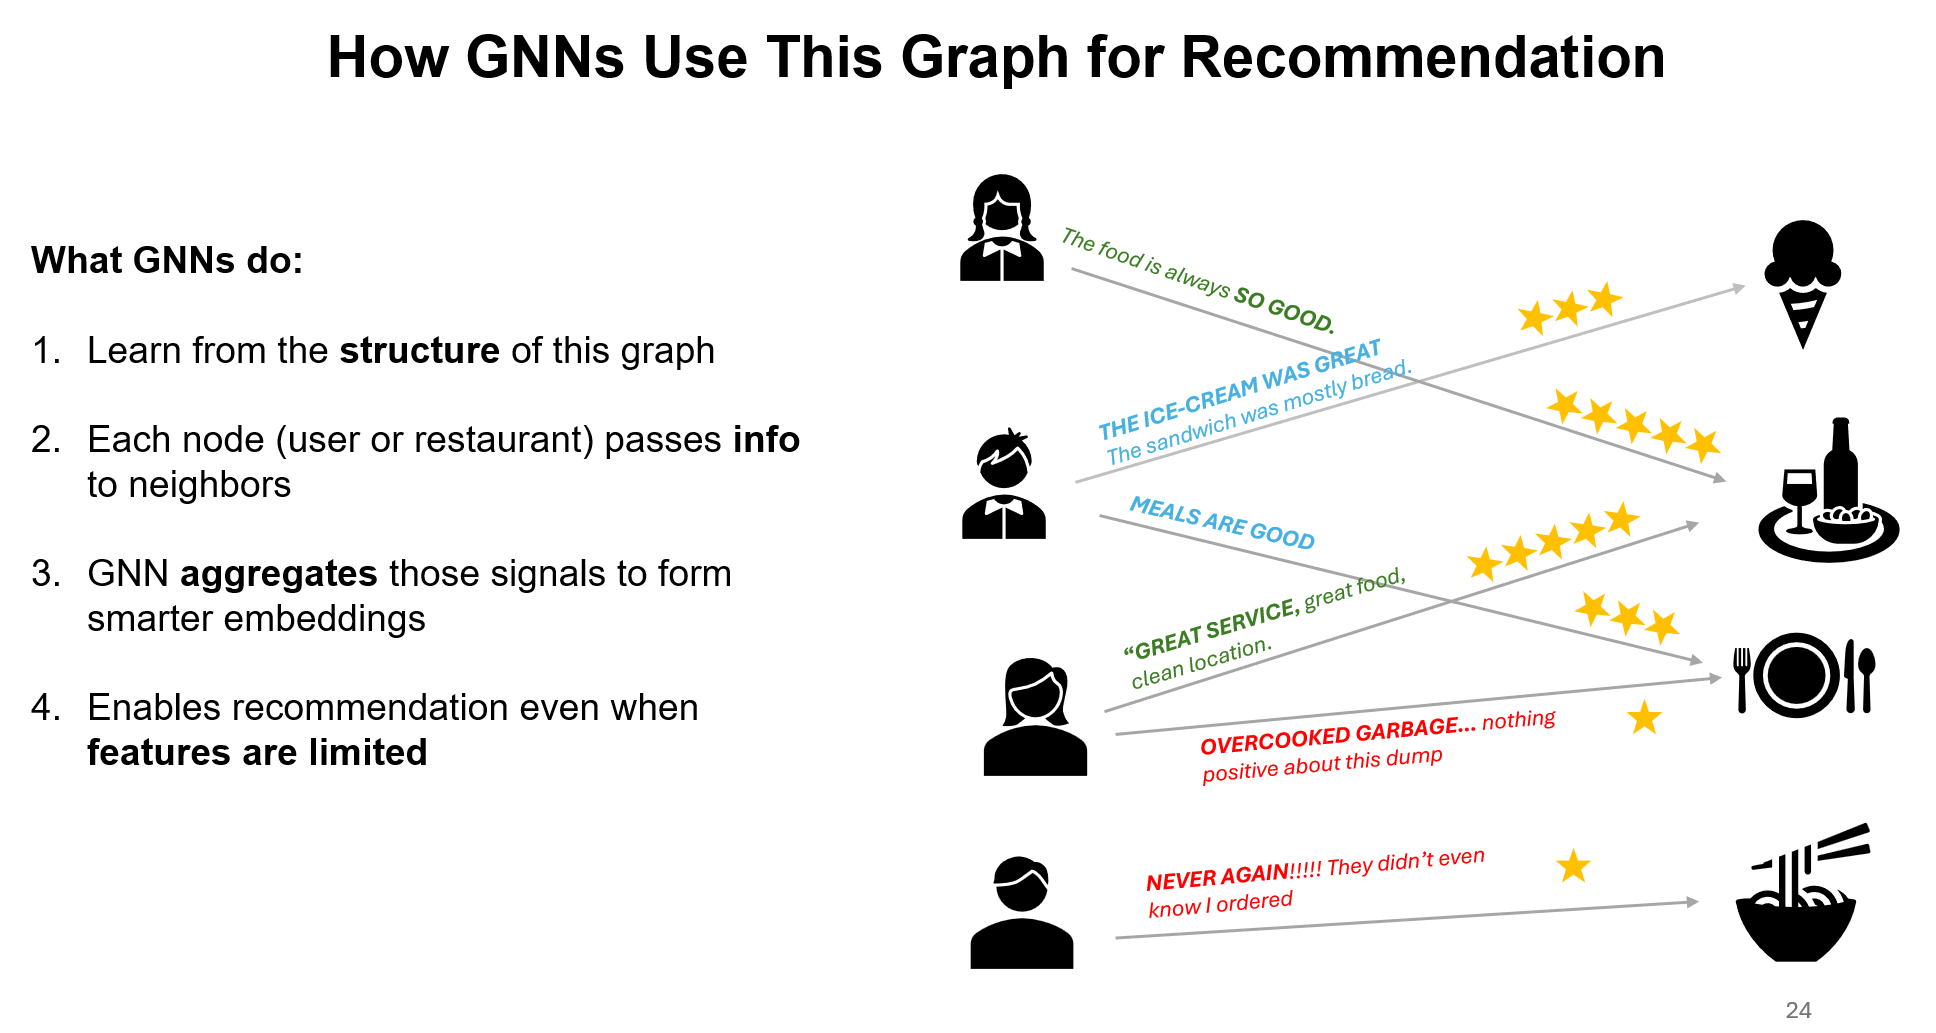 How GNNs Use This Graph for Recommendation
What GNNs do:
1. Learn from the structure of this graph
2. Each node (user or restaurant) passes info
to neighbors
3. GNN aggregates those signals to form
smarter embeddings
4. Enables recommendation even when
features are limited
The food is always SO GOOD.
THE ICE-CREAM WAS GREAT
The sandwich was mostly bread.
MEALS ARE GOOD
“GREAT SERVICE, great food,
clean location.
OVERCOOKED GARBAGE... nothing
positive about this dump
NEVER AGAIN!!!!! They didn’t even
know I ordered
24